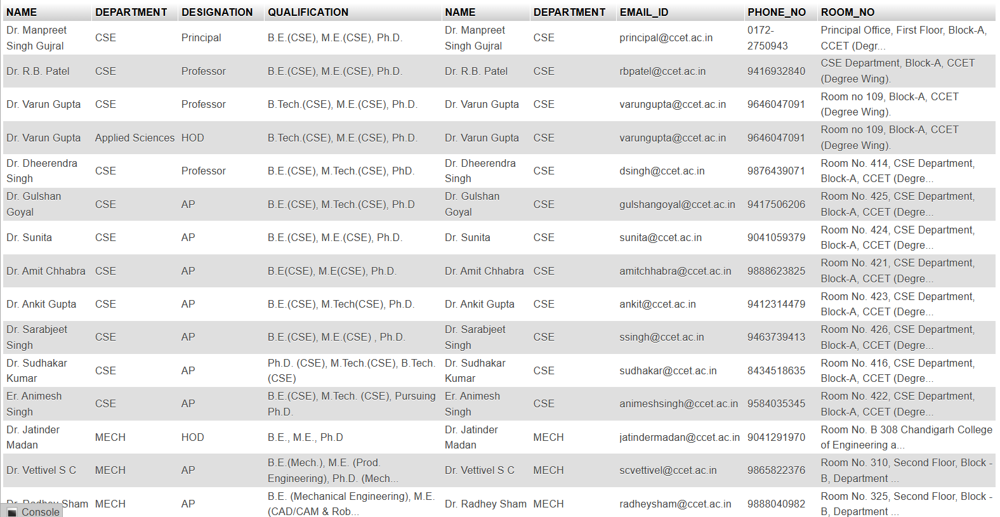 NAME DEPARTMENT DESIGNATION QUALIFICATION NAME DEPARTMENT EMAIL_ID PHONE_NO ROOM_NO
Dr. Manpreet Singh Gujral CSE Principal B.E.(CSE), M.E.(CSE), Ph.D. Dr. Manpreet Singh Gujral CSE principal@ccet.ac.in 0172-2750943 Principal Office, First Floor, Block-A, CCET (Degr...
Dr. R.B. Patel CSE Professor B.E.(CSE), M.E.(CSE), Ph.D. Dr. R.B. Patel CSE rbpatel@ccet.ac.in 9416932840 CSE Department, Block-A, CCET (Degree Wing).
Dr. Varun Gupta CSE Professor B.Tech.(CSE), M.E.(CSE), Ph.D. Dr. Varun Gupta CSE varungupta@ccet.ac.in 9646047091 Room no 109, Block-A, CCET (Degree Wing).
Dr. Varun Gupta Applied Sciences HOD B.Tech.(CSE), M.E.(CSE), Ph.D. Dr. Varun Gupta CSE varungupta@ccet.ac.in 9646047091 Room no 109, Block-A, CCET (Degree Wing).
Dr. Dheerendra Singh CSE Professor B.E.(CSE), M.Tech.(CSE), PhD. Dr. Dheerendra Singh CSE dsingh@ccet.ac.in 9876439071 Room No. 414, CSE Department, Block-A, CCET (Degre...
Dr. Gulshan Goyal CSE AP B.E.(CSE), M.Tech.(CSE), Ph.D Dr. Gulshan Goyal CSE gulshangoyal@ccet.ac.in 9417506206 Room No. 425, CSE Department, Block-A, CCET (Degre...
Dr. Sunita CSE AP B.E.(CSE), M.E.(CSE), Ph.D. Dr. Sunita CSE sunita@ccet.ac.in 9041059379 Room No. 424, CSE Department, Block-A, CCET (Degre...
Dr. Amit Chhabra CSE AP B.E(CSE), M.E(CSE), Ph.D. Dr. Amit Chhabra CSE amitchhabra@ccet.ac.in 9888623825 Room No. 421, CSE Department, Block-A, CCET (Degre...
Dr. Ankit Gupta CSE AP B.E.(CSE), M.Tech(CSE), Ph.D. Dr. Ankit Gupta CSE ankit@ccet.ac.in 9412314479 Room No. 423, CSE Department, Block-A, CCET (Degre...
Dr. Sarabjeet Singh CSE AP B.E.(CSE), M.E.(CSE) , Ph.D. Dr. Sarabjeet Singh CSE ssingh@ccet.ac.in 9463739413 Room No. 426, CSE Department, Block-A, CCET (Degre...
Dr. Sudhakar Kumar CSE AP Ph.D. (CSE), M.Tech.(CSE), B.Tech.(CSE) Dr. Sudhakar Kumar CSE sudhakar@ccet.ac.in 8434518635 Room No. 416, CSE Department, Block-A, CCET (Degre...
Er. Animesh Singh CSE AP B.E.(CSE), M.Tech. (CSE), Pursuing Ph.D. Er. Animesh Singh CSE animeshsingh@ccet.ac.in 9584035345 Room No. 422, CSE Department, Block-A, CCET (Degre...
Dr. Jatinder Madan MECH HOD B.E., M.E., Ph.D Dr. Jatinder Madan MECH jatindermadan@ccet.ac.in 9041291970 Room No. B 308 Chandigarh College of Engineering a...
Dr. Vettivel S C MECH AP B.E.(Mech.), M.E. (Prod. Engineering), Ph.D. (Mech... Dr. Vettivel S C MECH scvettivel@ccet.ac.in 9865822376 Room No. 310, Second Floor, Block - B, Department ...
Dr. Radhey Sham MECH AP B.E. (Mechanical Engineering), M.E.(CAD/CAM & Rob... Dr. Radhey Sham MECH radheysham@ccet.ac.in 9888040982 Room No. 325, Second Floor, Block - B, Department ...
Console